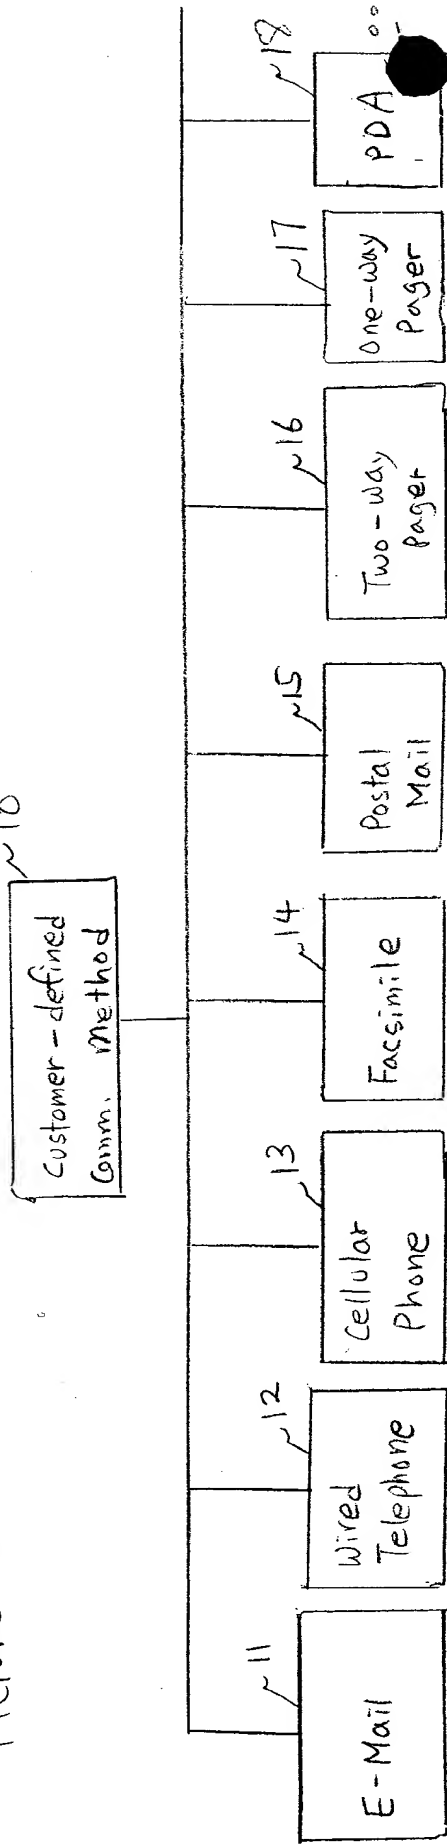 ~10
Customer-defined
Comm. Method
~11
E-Mail
~12
Wired
Telephone
~13
Cellular
Phone
~14
Facsimile
~15
Postal
Mail
~16
Two-way
Pager
~17
One-way
Pager
~18
PDA